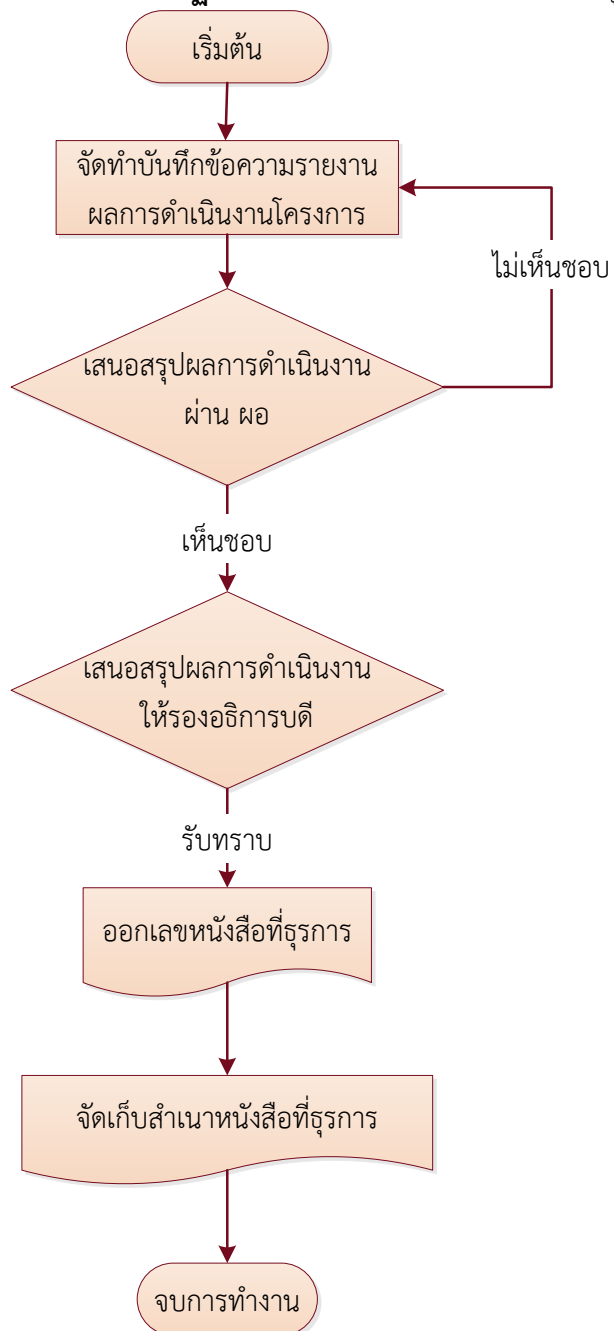 เริ่มต้น
จัดทำบันทึกข้อความรายงาน
ผลการดำเนินงานโครงการ
ไม่เห็นชอบ
เสนอสรุปผลการดำเนินงาน
ผ่าน ผอ
เห็นชอบ
เสนอสรุปผลการดำเนินงาน
ให้รองอธิการบดี
รับทราบ
ออกเลขหนังสือที่ธุรการ
จัดเก็บสำเนาหนังสือที่ธุรการ
จบการทำงาน